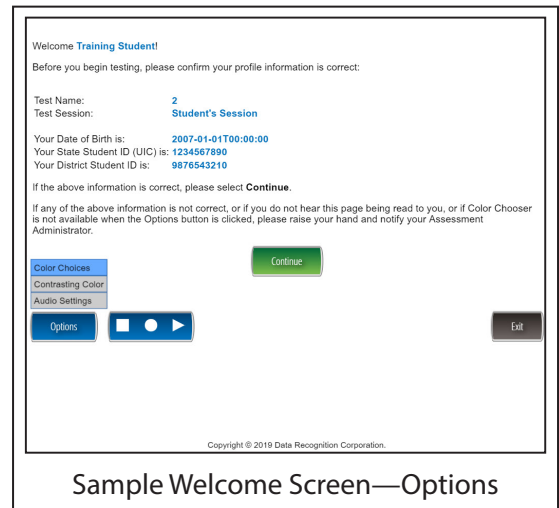 Welcome Training Student!
Before you begin testing, please confirm your profile information is correct:
Test Name: 2
Test Session: Student's Session
Your Date of Birth is: 2007-01-01T00:00:00
Your State Student ID (UIC) is: 1234567890
Your District Student ID is: 9876543210
If the above information is correct, please select Continue.
If any of the above information is not correct, or if you do not hear this page being read to you, or if Color Chooser
is not available when the Options button is clicked, please raise your hand and notify your Assessment
Administrator.
Continue
Color Choices
Contrasting Color
Audio Settings
Options
Exit
Copyright © 2019 Data Recognition Corporation.
Sample Welcome Screen—Options